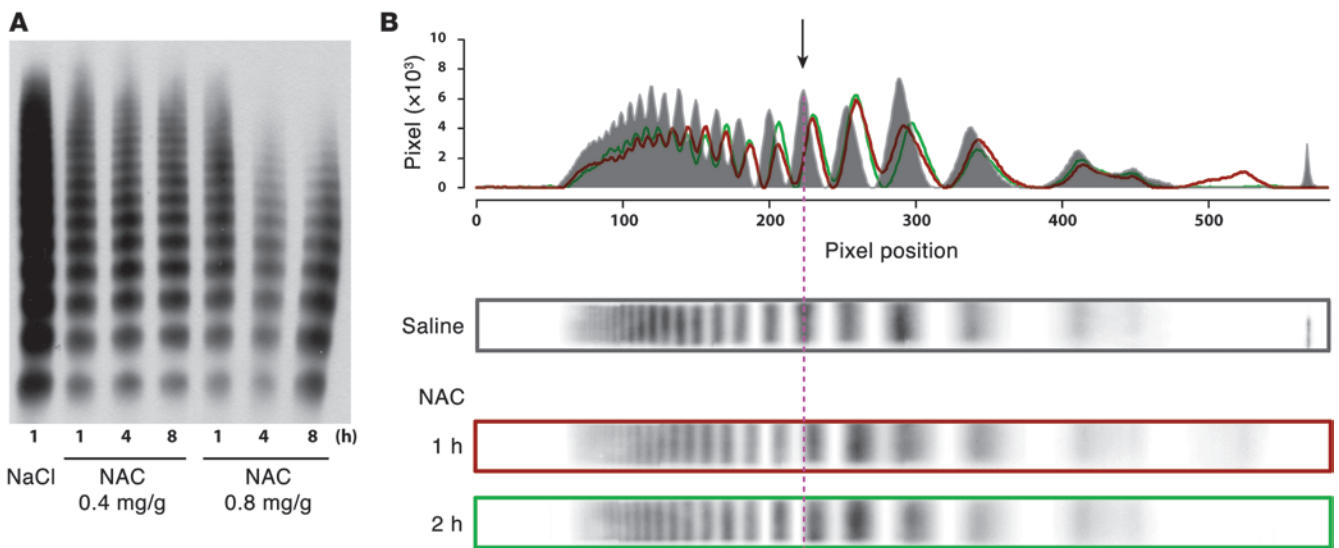 A
1 1 4 8 1 4 8 (h)
NaCl NAC NAC
0.4 mg/g 0.8 mg/g
B
Pixel (×10³)
10
8
6
4
2
0
0 100 200 300 400 500
Pixel position
Saline
NAC
1 h
2 h